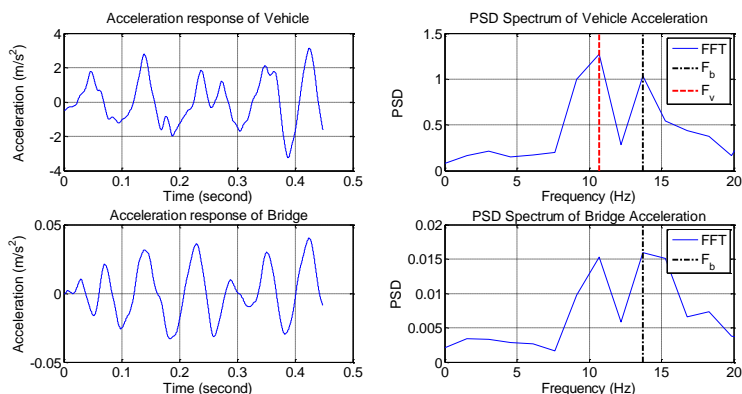 Acceleration response of Vehicle
Acceleration (m/s²)
4
2
0
-2
-4
0 0.1 0.2 0.3 0.4 0.5
Time (second)
PSD Spectrum of Vehicle Acceleration
PSD
1.5
1
0.5
0
0 5 10 15 20
Frequency (Hz)
FFT
F_b
F_v
Acceleration response of Bridge
Acceleration (m/s²)
0.05
0
-0.05
0 0.1 0.2 0.3 0.4 0.5
Time (second)
PSD Spectrum of Bridge Acceleration
PSD
0.02
0.015
0.01
0.005
0
0 5 10 15 20
Frequency (Hz)
FFT
F_b